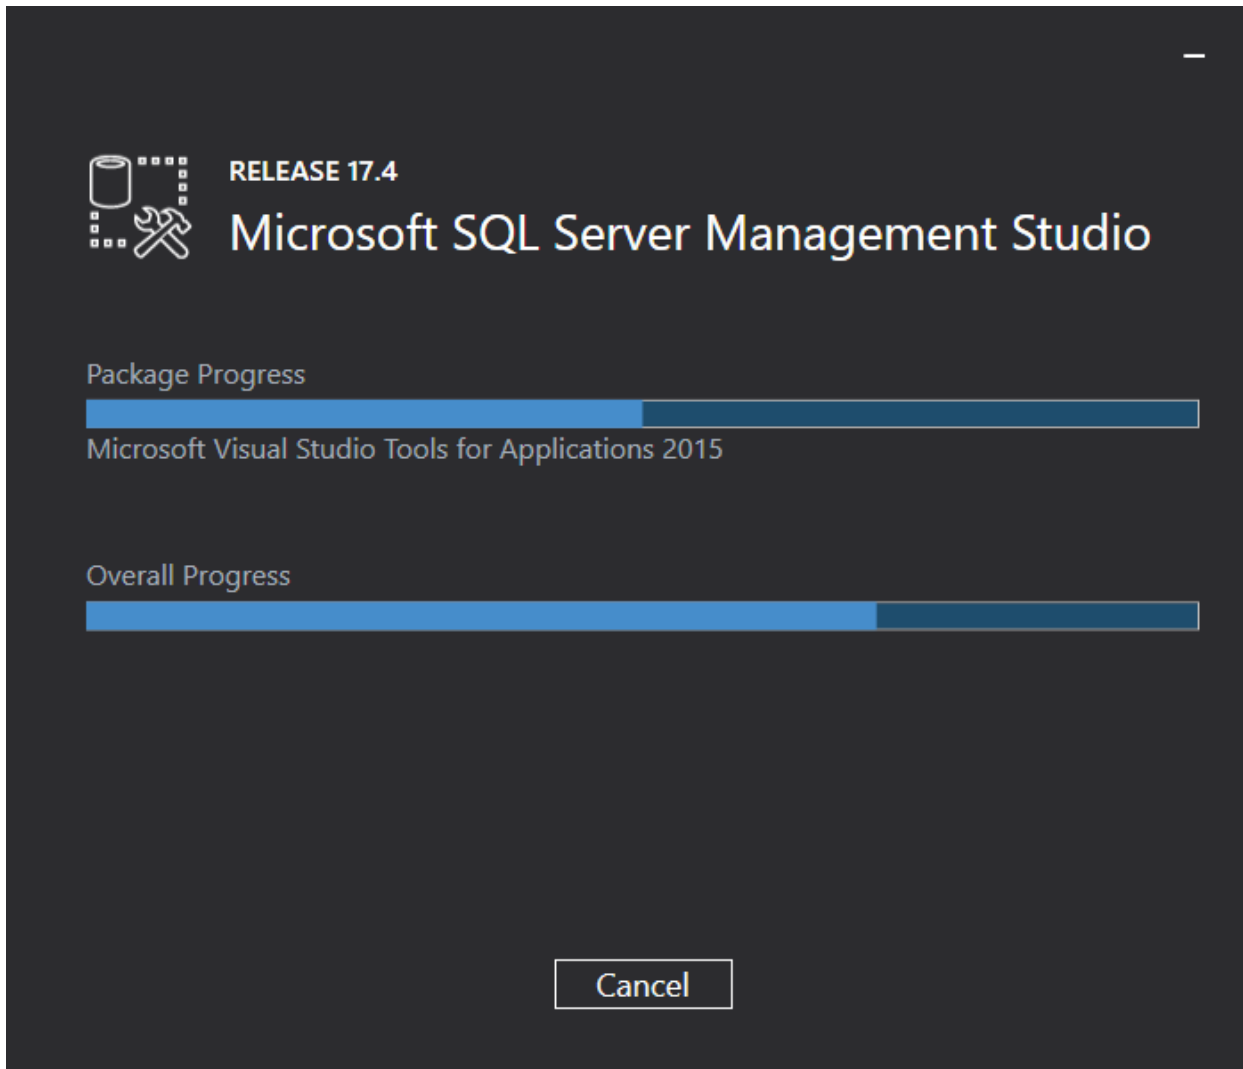 RELEASE 17.4
Microsoft SQL Server Management Studio
Package Progress
Microsoft Visual Studio Tools for Applications 2015
Overall Progress
Cancel